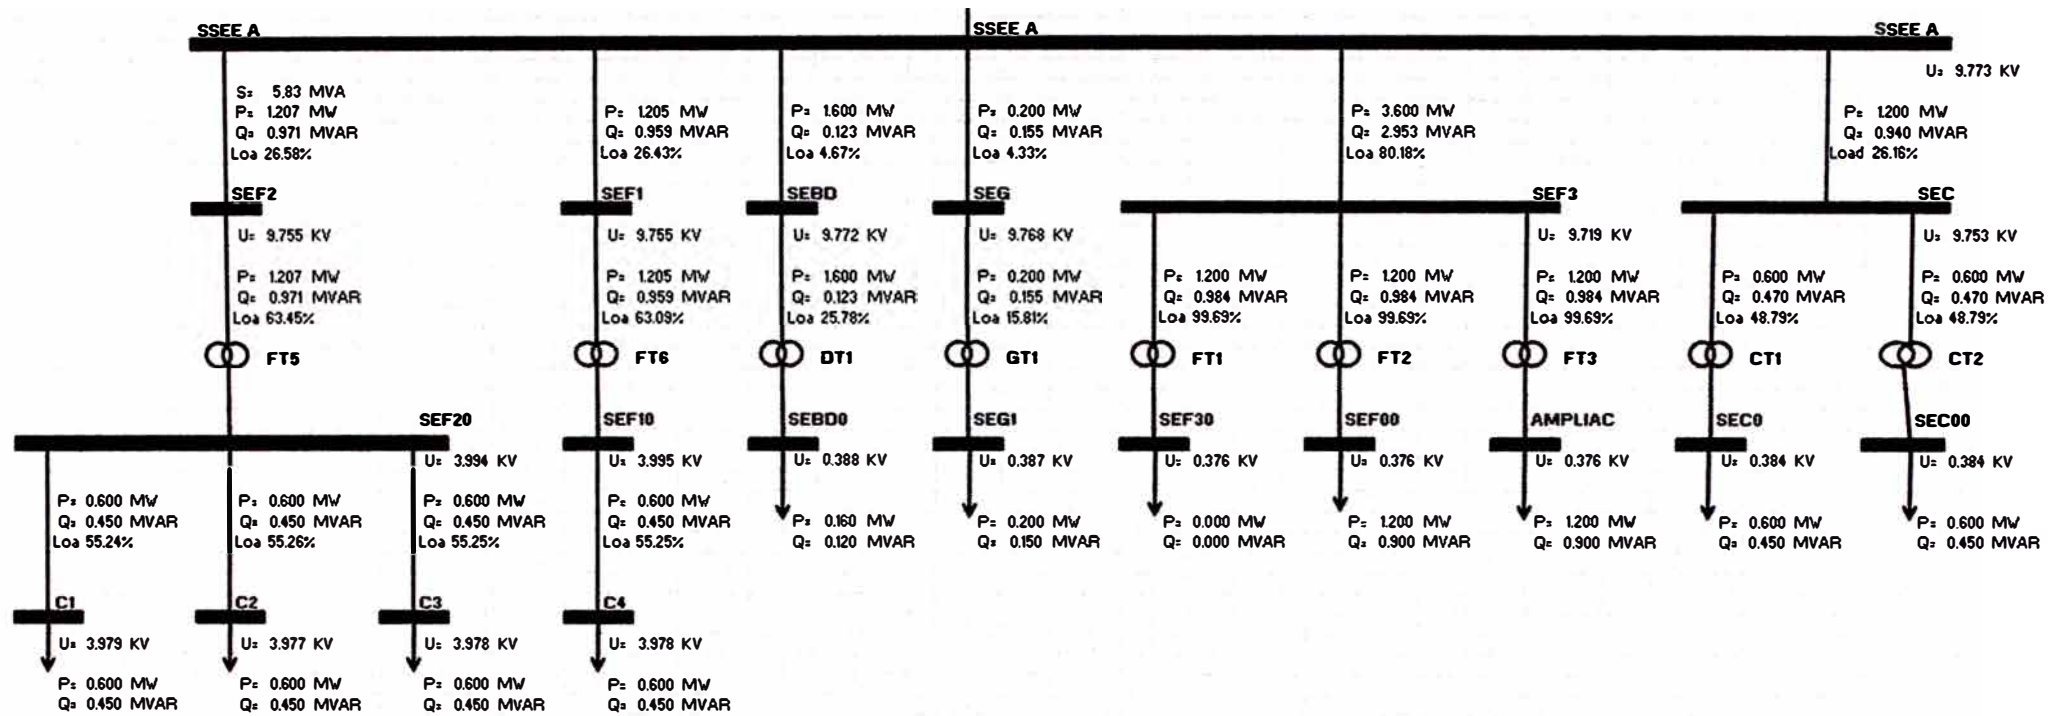 SSEE A
SSEE A
SSEE A
U= 9.773 KV
S= 5.83 MVA
P= 1.207 MW
Q= 0.971 MVAR
Loa 26.58%
P= 1.205 MW
Q= 0.959 MVAR
Loa 26.43%
P= 1.600 MW
Q= 0.123 MVAR
Loa 4.67%
P= 0.200 MW
Q= 0.155 MVAR
Loa 4.33%
P= 3.600 MW
Q= 2.953 MVAR
Loa 80.18%
P= 1.200 MW
Q= 0.940 MVAR
Load 26.16%
SEF2
SEF1
SEBD
SEG
SEF3
SEC
U= 9.755 KV
U= 9.755 KV
U= 9.772 KV
U= 9.768 KV
U= 9.719 KV
U= 9.753 KV
P= 1.207 MW
Q= 0.971 MVAR
Loa 63.45%
P= 1.205 MW
Q= 0.959 MVAR
Loa 63.09%
P= 1.600 MW
Q= 0.123 MVAR
Loa 25.78%
P= 0.200 MW
Q= 0.155 MVAR
Loa 15.81%
P= 1.200 MW
Q= 0.984 MVAR
Loa 99.69%
P= 1.200 MW
Q= 0.984 MVAR
Loa 99.69%
P= 1.200 MW
Q= 0.984 MVAR
Loa 99.69%
P= 0.600 MW
Q= 0.470 MVAR
Loa 48.79%
P= 0.600 MW
Q= 0.470 MVAR
Loa 48.79%
FT5
FT6
DT1
GT1
FT1
FT2
FT3
CT1
CT2
SEF20
SEF10
SEBD0
SEG1
SEF30
SEF00
AMPLIAC
SEC0
SEC00
U= 3.994 KV
U= 3.995 KV
U= 0.388 KV
U= 0.387 KV
U= 0.376 KV
U= 0.376 KV
U= 0.376 KV
U= 0.384 KV
U= 0.384 KV
P= 0.600 MW
Q= 0.450 MVAR
Loa 55.24%
P= 0.600 MW
Q= 0.450 MVAR
Loa 55.26%
P= 0.600 MW
Q= 0.450 MVAR
Loa 55.25%
P= 0.600 MW
Q= 0.450 MVAR
Loa 55.25%
P= 0.160 MW
Q= 0.120 MVAR
P= 0.200 MW
Q= 0.150 MVAR
P= 0.000 MW
Q= 0.000 MVAR
P= 1.200 MW
Q= 0.900 MVAR
P= 1.200 MW
Q= 0.900 MVAR
P= 0.600 MW
Q= 0.450 MVAR
P= 0.600 MW
Q= 0.450 MVAR
C1
C2
C3
C4
U= 3.979 KV
U= 3.977 KV
U= 3.978 KV
U= 3.978 KV
P= 0.600 MW
Q= 0.450 MVAR
P= 0.600 MW
Q= 0.450 MVAR
P= 0.600 MW
Q= 0.450 MVAR
P= 0.600 MW
Q= 0.450 MVAR